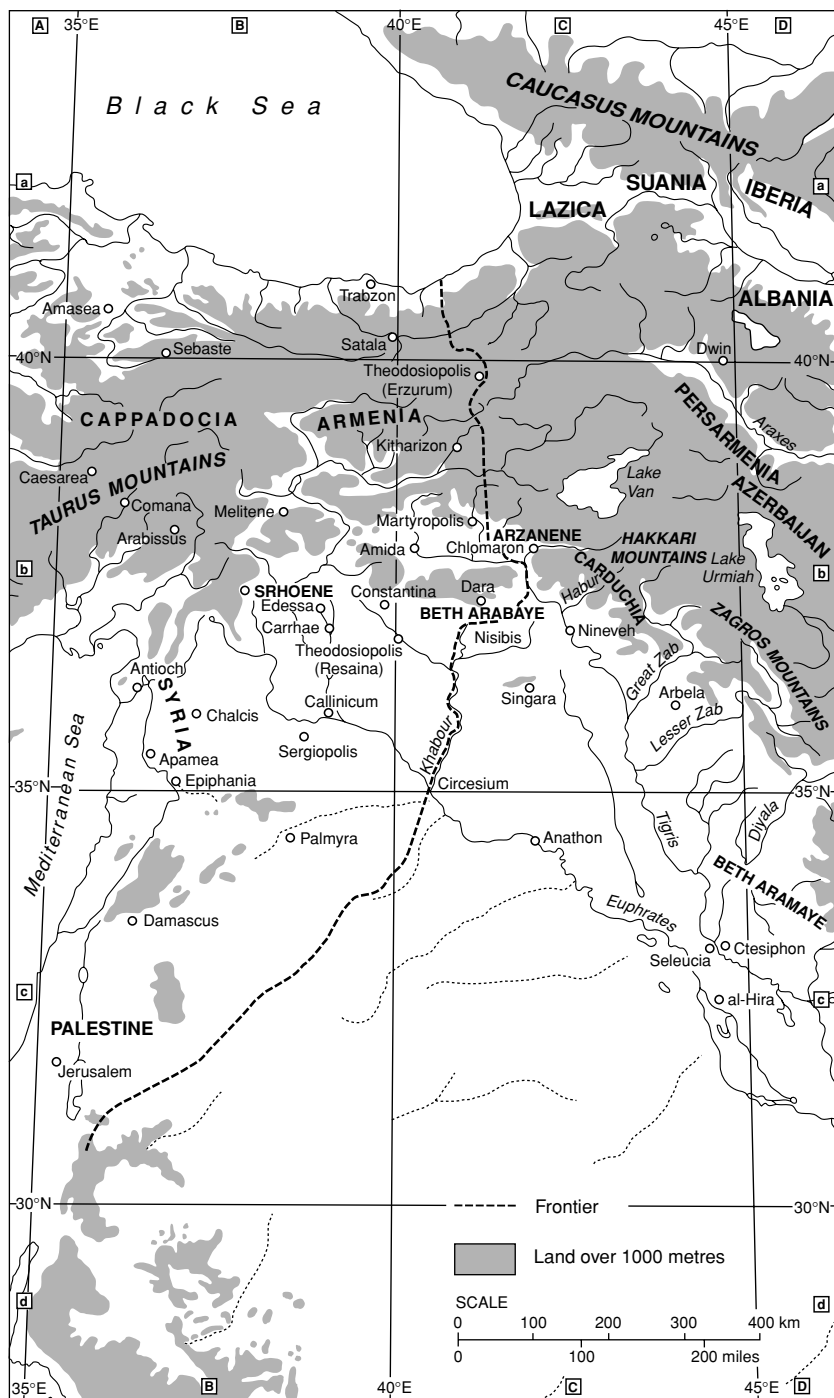 35°E
40°E
45°E
A
B
C
D
Black Sea
CAUCASUS MOUNTAINS
a
a
SUANIA
IBERIA
LAZICA
Trabzon
ALBANIA
Amasea
Satala
Sebaste
Dwin
40°N
40°N
Theodosiopolis
(Erzurum)
CAPPADOCIA
ARMENIA
PERSARMENIA
Araxes
Kitharizon
Caesarea
TAURUS MOUNTAINS
Lake
Van
AZERBAIJAN
Comana
Melitene
Martyropolis
Arabissus
ARZANENE
HAKKARI
MOUNTAINS
Amida
Chlomaron
Lake
Urmiah
b
b
CARDUCHIA
Habur
SRHOENE
Constantina
Dara
Edessa
BETH ARABAYE
ZAGROS MOUNTAINS
Carrhae
Nisibis
Nineveh
Theodosiopolis
(Resaina)
Great Zab
Antioch
SYRIA
Singara
Arbela
Callinicum
Chalcis
Lesser Zab
Sergiopolis
Khabour
Apamea
Epiphania
Circesium
35°N
35°N
Mediterranean Sea
Tigris
Diyala
Palmyra
Anathon
BETH ARAMAYE
Euphrates
Damascus
Ctesiphon
Seleucia
c
c
al-Hira
PALESTINE
Jerusalem
30°N
30°N
Frontier
Land over 1000 metres
d
d
SCALE
0 100 200 300 400 km
0 100 200 miles
35°E
B
40°E
C
45°E
D